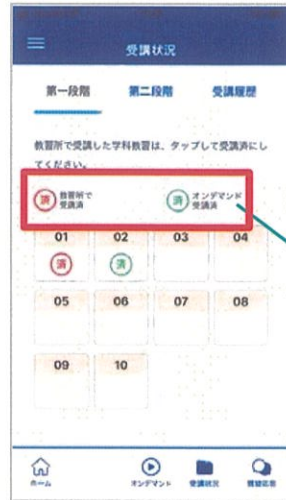 受講状況
第一段階 第二段階 受講履歴
教習所で受講した学科教習は、タップして受講済にし
てください。
済 教習所で
受講済
済 オンデマンド
受講済
01 02 03 04
済 済
05 06 07 08
09 10
ホーム オンデマンド 受講状況 質疑応答